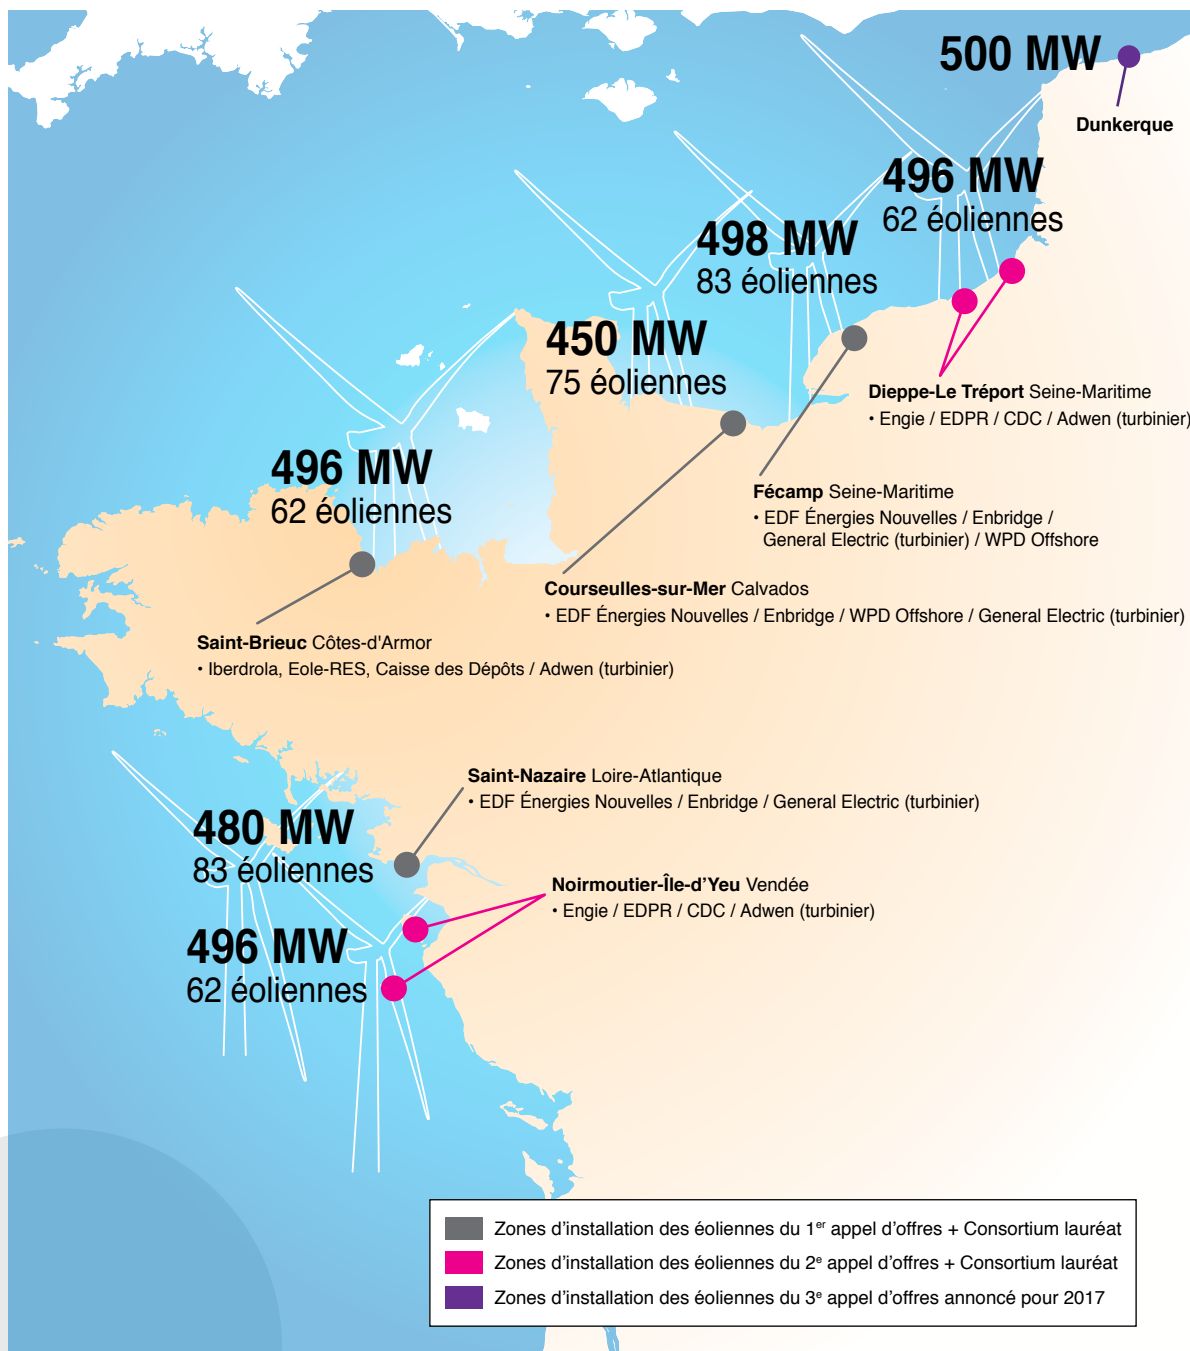 500 MW
Dunkerque
496 MW
62 éoliennes
498 MW
83 éoliennes
450 MW
75 éoliennes
Dieppe-Le Tréport Seine-Maritime
• Engie / EDPR / CDC / Adwen (turbinier)
496 MW
62 éoliennes
Fécamp Seine-Maritime
• EDF Énergies Nouvelles / Enbridge /
General Electric (turbinier) / WPD Offshore
Courseulles-sur-Mer Calvados
• EDF Énergies Nouvelles / Enbridge / WPD Offshore / General Electric (turbinier)
Saint-Brieuc Côtes-d'Armor
• Iberdrola, Eole-RES, Caisse des Dépôts / Adwen (turbinier)
Saint-Nazaire Loire-Atlantique
• EDF Énergies Nouvelles / Enbridge / General Electric (turbinier)
480 MW
83 éoliennes
Noirmoutier-Île-d’Yeu Vendée
• Engie / EDPR / CDC / Adwen (turbinier)
496 MW
62 éoliennes
Zones d’installation des éoliennes du 1er appel d’offres + Consortium lauréat
Zones d’installation des éoliennes du 2e appel d’offres + Consortium lauréat
Zones d’installation des éoliennes du 3e appel d’offres annoncé pour 2017